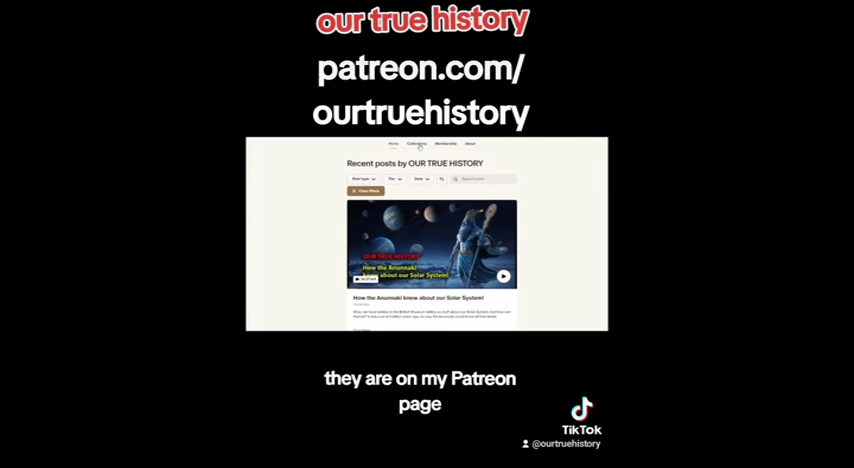 our true history
patreon.com/
ourtruehistory
Home Collections Membership About
Recent posts by OUR TRUE HISTORY
Post type Tier Date Search posts
Clear filters
OUR TRUE HISTORY
How the Anunnaki
knew about our Solar System!
How the Anunnaki knew about our Solar System!
they are on my Patreon
page
TikTok
@ourtruehistory